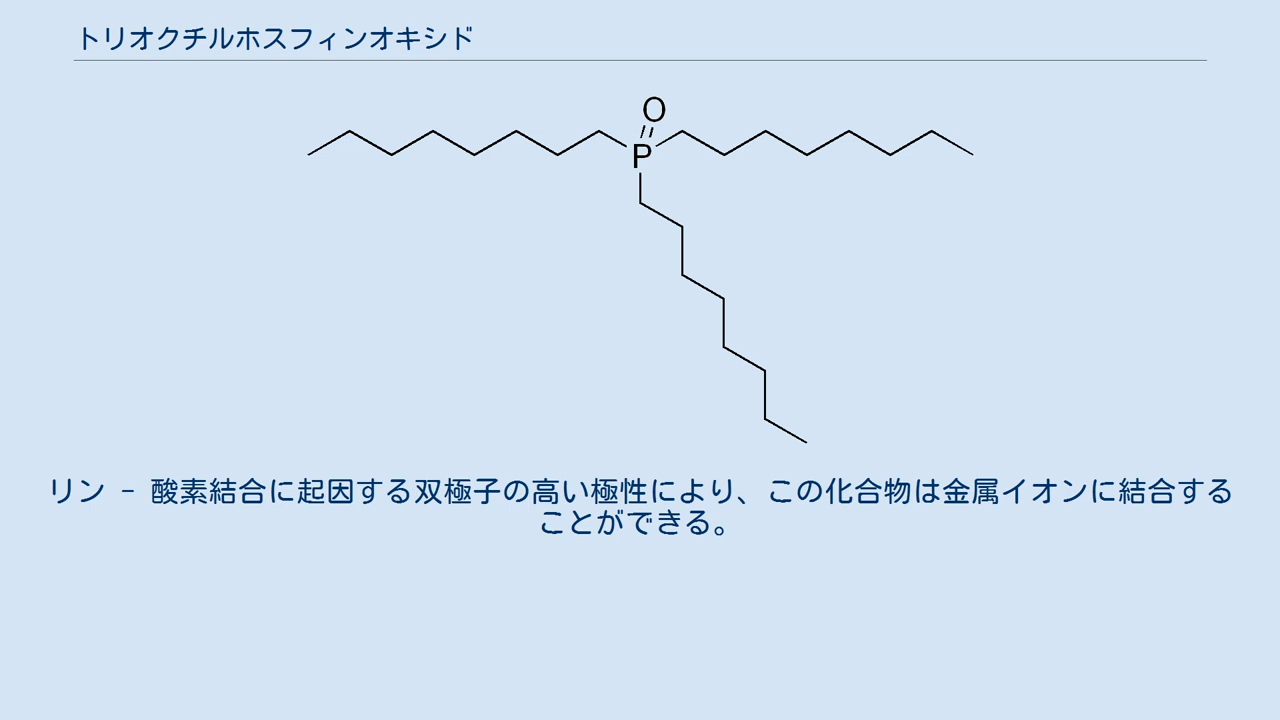 トリオクチルホスフィンオキシド
O
P
リン － 酸素結合に起因する双極子の高い極性により、この化合物は金属イオンに結合する
ことができる。